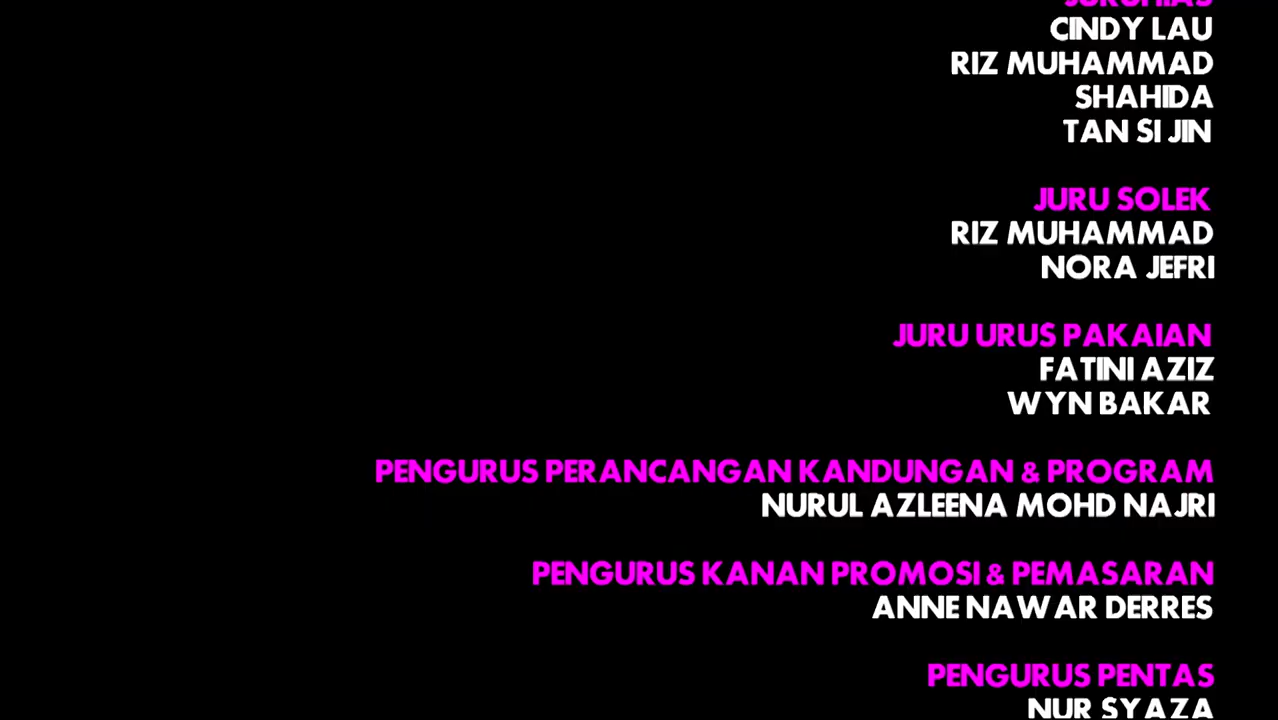 CINDY LAU
RIZ MUHAMMAD
SHAHIDA
TAN SI JIN
JURU SOLEK
RIZ MUHAMMAD
NORA JEFRI
JURU URUS PAKAIAN
FATINI AZIZ
WYN BAKAR
PENGURUS PERANCANGAN KANDUNGAN & PROGRAM
NURUL AZLEENA MOHD NAJRI
PENGURUS KANAN PROMOSI & PEMASARAN
ANNE NAWAR DERRES
PENGURUS PENTAS
NUR SYAZA